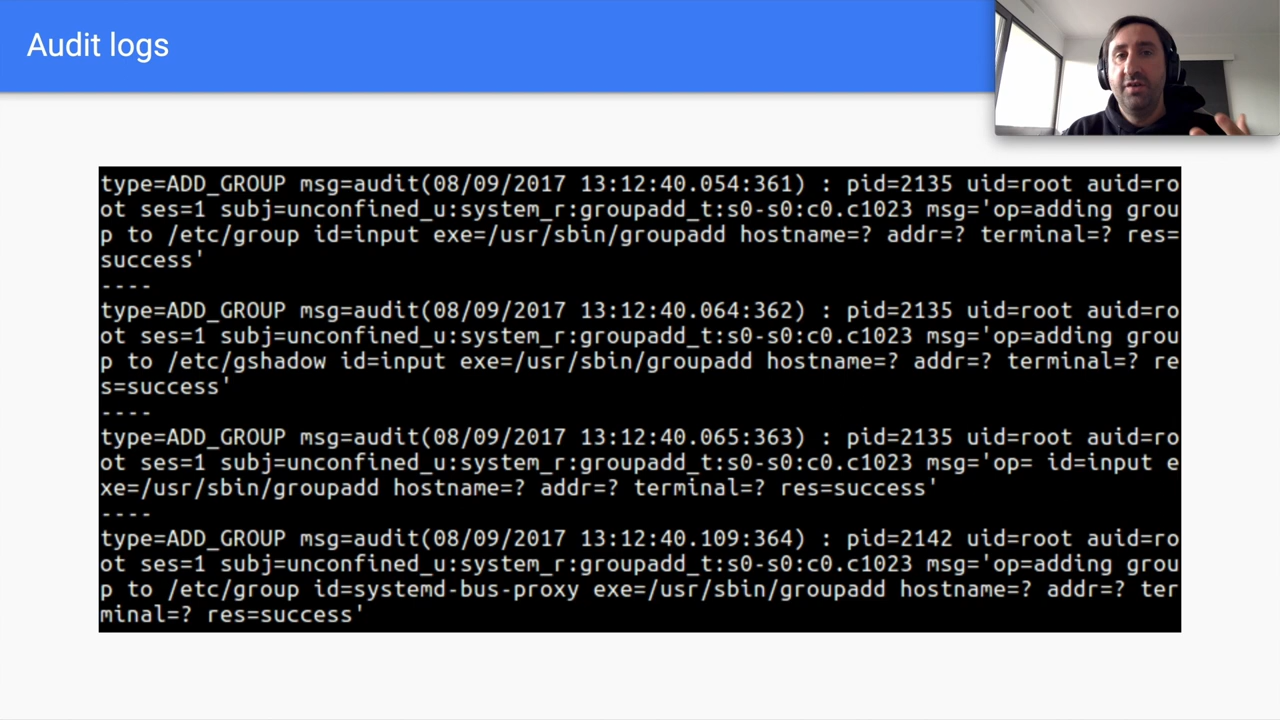 Audit logs
type=ADD_GROUP msg=audit(08/09/2017 13:12:40.054:361) : pid=2135 uid=root auid=ro
ot ses=1 subj=unconfined_u:system_r:groupadd_t:s0-s0:c0.c1023 msg='op=adding grou
p to /etc/group id=input exe=/usr/sbin/groupadd hostname=? addr=? terminal=? res=
success'
----
type=ADD_GROUP msg=audit(08/09/2017 13:12:40.064:362) : pid=2135 uid=root auid=ro
ot ses=1 subj=unconfined_u:system_r:groupadd_t:s0-s0:c0.c1023 msg='op=adding grou
p to /etc/gshadow id=input exe=/usr/sbin/groupadd hostname=? addr=? terminal=? re
s=success'
----
type=ADD_GROUP msg=audit(08/09/2017 13:12:40.065:363) : pid=2135 uid=root auid=ro
ot ses=1 subj=unconfined_u:system_r:groupadd_t:s0-s0:c0.c1023 msg='op= id=input e
xe=/usr/sbin/groupadd hostname=? addr=? terminal=? res=success'
----
type=ADD_GROUP msg=audit(08/09/2017 13:12:40.109:364) : pid=2142 uid=root auid=ro
ot ses=1 subj=unconfined_u:system_r:groupadd_t:s0-s0:c0.c1023 msg='op=adding grou
p to /etc/group id=systemd-bus-proxy exe=/usr/sbin/groupadd hostname=? addr=? ter
minal=? res=success'